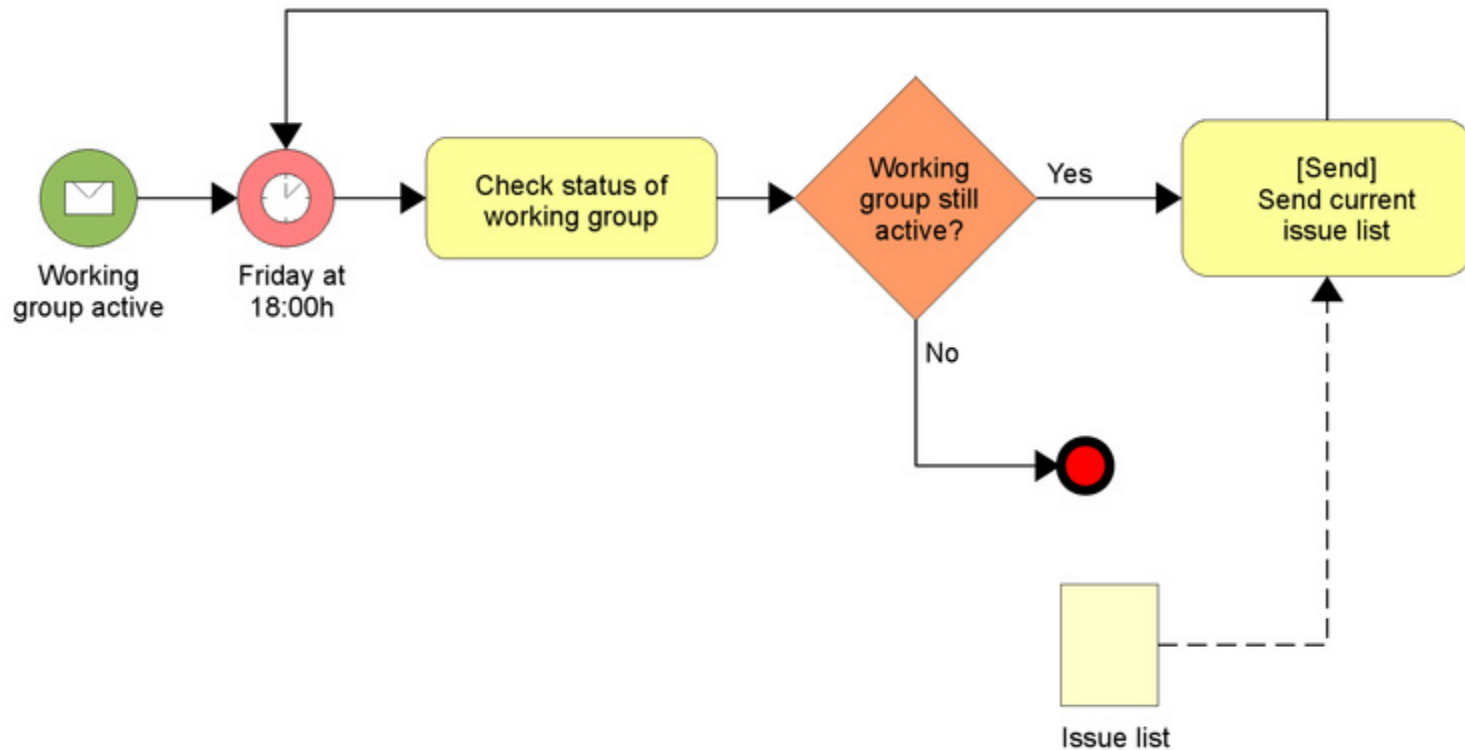 Working
group active
Friday at
18:00h
Check status of
working group
Working
group still
active?
Yes
No
[Send]
Send current
issue list
Issue list